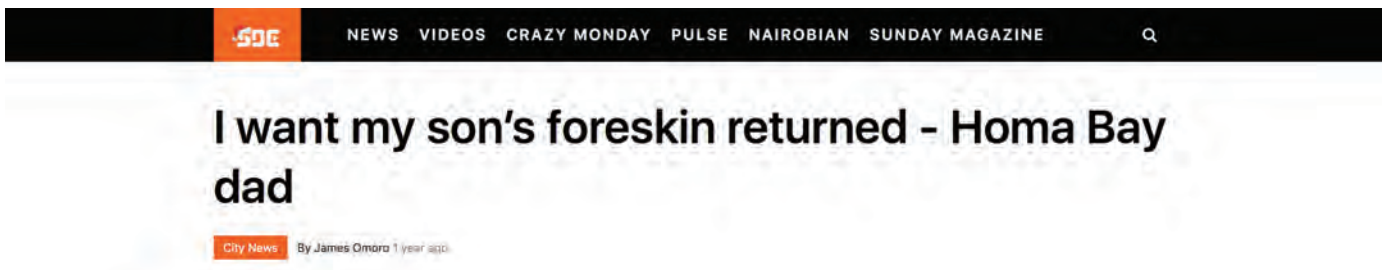 SDE NEWS VIDEOS CRAZY MONDAY PULSE NAIROBIAN SUNDAY MAGAZINE
I want my son’s foreskin returned - Homa Bay
dad
City News By James Omoro 1 year ago